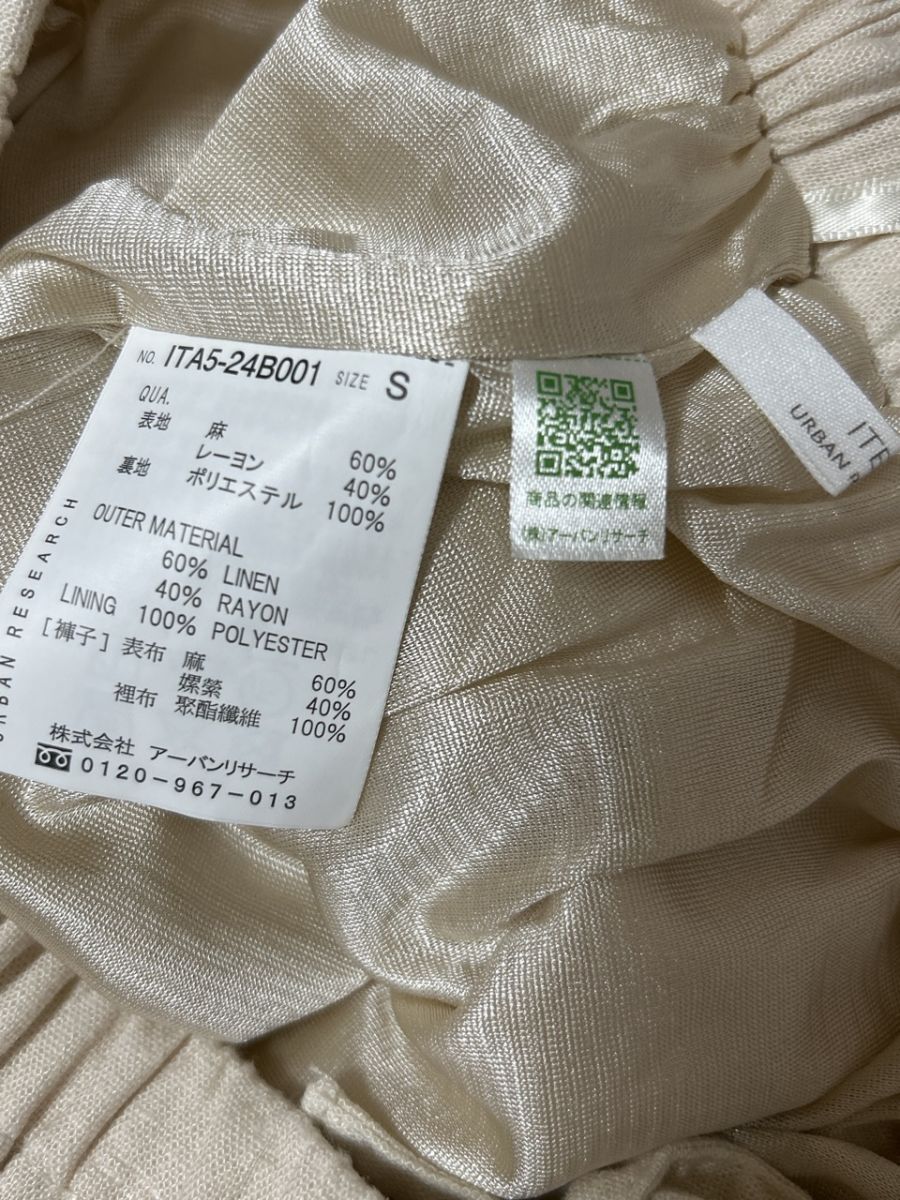 NO. ITA5-24B001 SIZE S
QUA.
表地 麻 60%
レーヨン 40%
裏地 ポリエステル 100%
OUTER MATERIAL
60% LINEN
40% RAYON
LINING 100% POLYESTER
[褲子] 表布 麻 60%
嫘縈 40%
裡布 聚酯纖維 100%
株式会社 アーバンリサーチ
0120-967-013
URBAN RESEARCH
商品の関連情報
(株)アーバンリサーチ
ITE
URBAN R